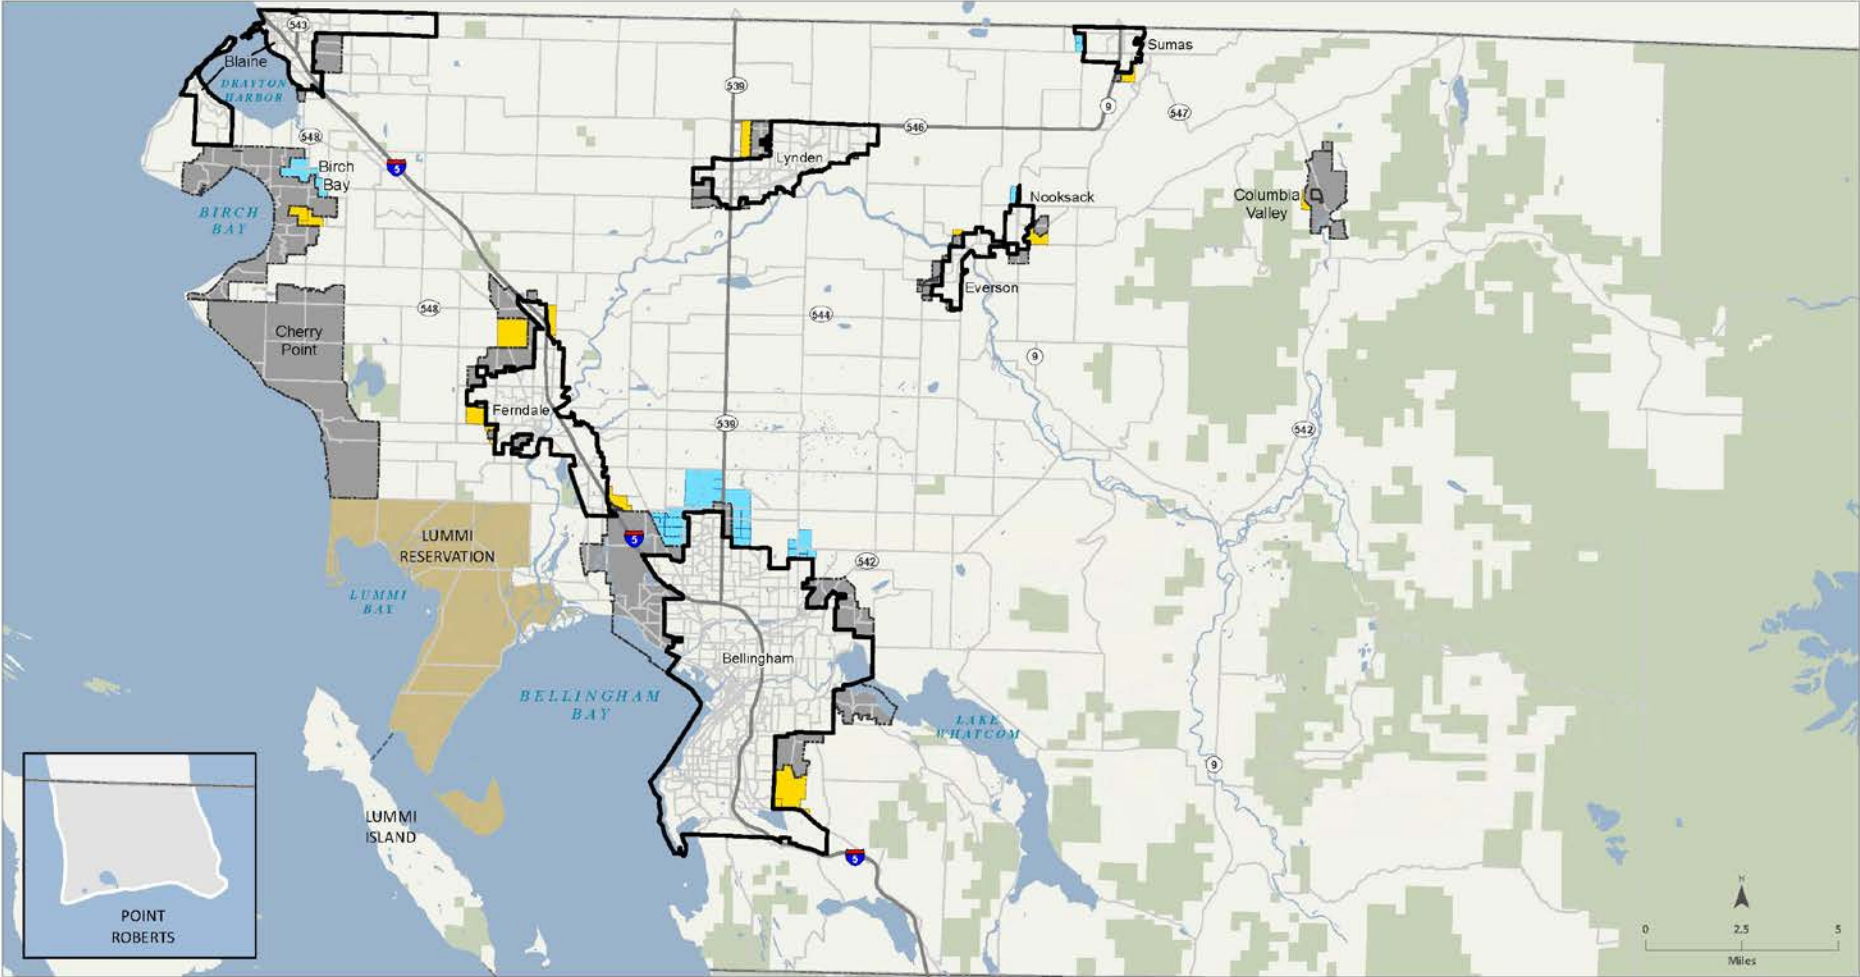 543
Blaine
DRAYTON
HARBOR
548
5
Birch
Bay
BIRCH
BAY
539
546
9
547
Sumas
Lynden
Nooksack
Columbia
Valley
Everson
548
Cherry
Point
544
9
Ferndale
539
542
LUMMI
RESERVATION
5
542
LUMMI
BAY
Bellingham
BELLINGHAM
BAY
LAKE
WHATCOM
9
LUMMI
ISLAND
5
POINT
ROBERTS
N
0 2.5 5
Miles